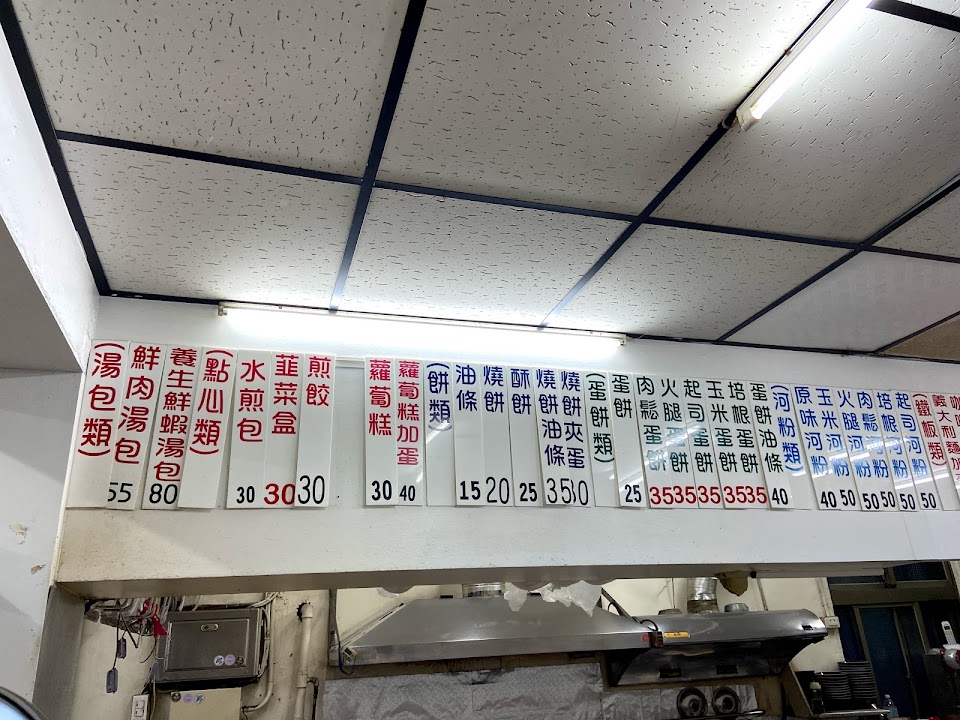 (湯包類)
鮮肉湯包 55
養生鮮蝦湯包 80
(點心類)
水煎包 30
韮菜盒 30
煎餃 30
蘿蔔糕 30
蘿蔔糕加蛋 40
(餅類)
油條 15
燒餅 20
酥餅 25
燒餅油條 35
燒餅夾蛋 30
(蛋餅類)
蛋餅 25
肉鬆蛋餅 35
火腿蛋餅 35
起司蛋餅 35
玉米蛋餅 35
培根蛋餅 35
蛋餅油條 40
(河粉類)
原味河粉 40
玉米河粉 50
火腿河粉 50
肉鬆河粉 50
培根河粉 50
起司河粉 50
(鐵板類)
義大利麵